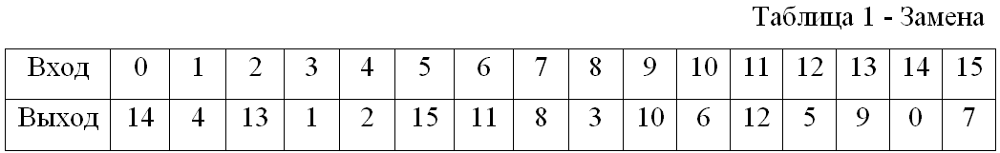 Таблица 1 - Замена
Вход 0 1 2 3 4 5 6 7 8 9 10 11 12 13 14 15
Выход 14 4 13 1 2 15 11 8 3 10 6 12 5 9 0 7